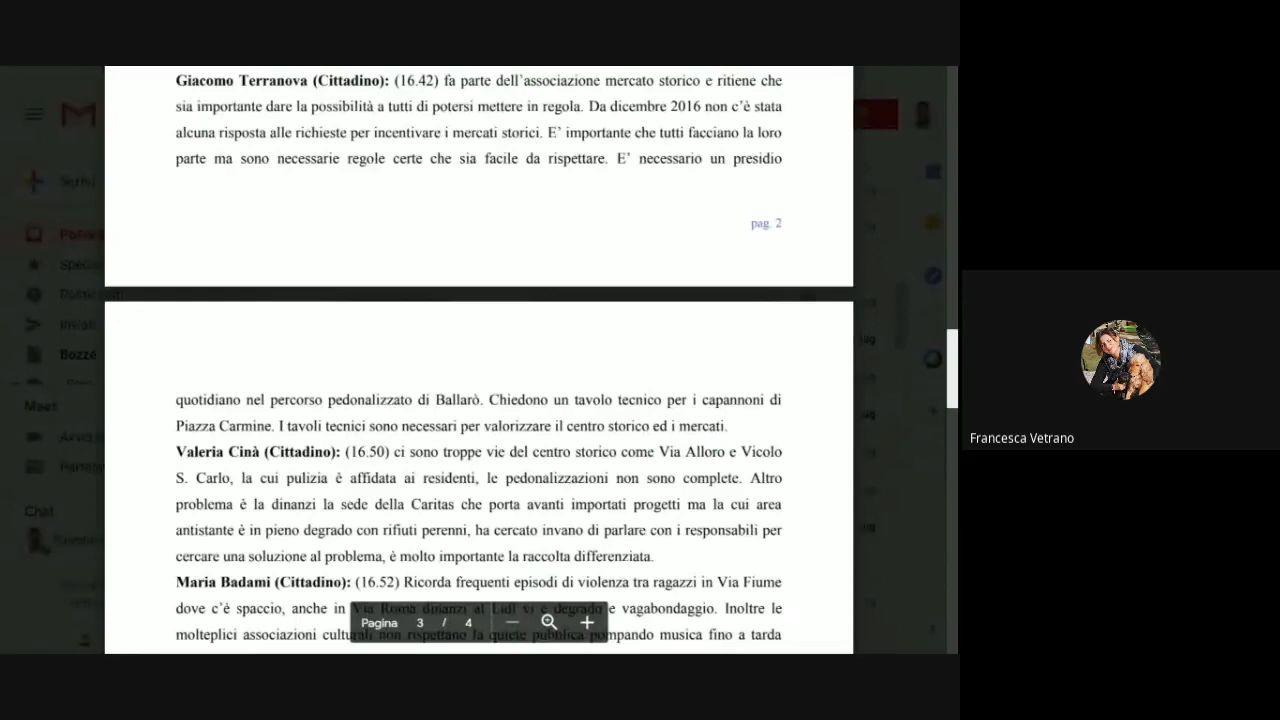 Giacomo Terranova (Cittadino): (16.42) fa parte dell'associazione mercato storico e ritiene che
sia importante dare la possibilità a tutti di potersi mettere in regola. Da dicembre 2016 non c'è stata
alcuna risposta alle richieste per incentivare i mercati storici. E' importante che tutti facciano la loro
parte ma sono necessarie regole certe che sia facile da rispettare. E' necessario un presidio
pag. 2
quotidiano nel percorso pedonalizzato di Ballarò. Chiedono un tavolo tecnico per i capannoni di
Piazza Carmine. I tavoli tecnici sono necessari per valorizzare il centro storico ed i mercati.
Valeria Cinà (Cittadino): (16.50) ci sono troppe vie del centro storico come Via Alloro e Vicolo
S. Carlo, la cui pulizia è affidata ai residenti, le pedonalizzazioni non sono complete. Altro
problema è la dinanzi la sede della Caritas che porta avanti importati progetti ma la cui area
antistante è in pieno degrado con rifiuti perenni, ha cercato invano di parlare con i responsabili per
cercare una soluzione al problema, è molto importante la raccolta differenziata.
Maria Badami (Cittadino): (16.52) Ricorda frequenti episodi di violenza tra ragazzi in Via Fiume
dove c'è spaccio, anche in Via Roma dinanzi al Lidl vi è degrado e vagabondaggio. Inoltre le
molteplici associazioni culturali non rispettano la quiete pubblica pompando musica fino a tarda
Pagina 3 / 4
Francesca Vetrano
Scrivi
Inviati
Bozze
Meet
Chat